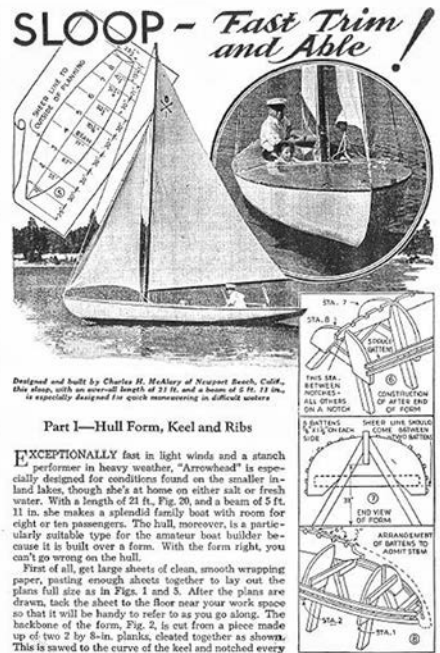 SLOOP - Fast Trim
and Able !
SHEER LINE TO
OUTSIDE OF PLANKING
BEAM
5
Designed and built by Charles H. McAlary of Newport Beach, Calif.,
this sloop, with an over-all length of 21 ft. and a beam of 5 ft. 11 in.,
is especially designed for quick maneuvering in difficult waters
Part I—Hull Form, Keel and Ribs
EXCEPTIONALLY fast in light winds and a stanch
performer in heavy weather, "Arrowhead" is espe-
cially designed for conditions found on the smaller in-
land lakes, though she's at home on either salt or fresh
water. With a length of 21 ft., Fig. 20, and a beam of 5 ft.
11 in. she makes a splendid family boat with room for
eight or ten passengers. The hull, moreover, is a partic-
ularly suitable type for the amateur boat builder be-
cause it is built over a form. With the form right, you
can't go wrong on the hull.
First of all, get large sheets of clean, smooth wrapping
paper, pasting enough sheets together to lay out the
plans full size as in Figs. 1 and 5. After the plans are
drawn, tack the sheet to the floor near your work space
so that it will be handy to refer to as you go along. The
backbone of the form, Fig. 2, is cut from a piece made
up of two 2 by 8-in. planks, cleated together as shown.
This is sawed to the curve of the keel and notched every
STA. 7
STA. 8
DOUBLE
BATTENS
THIS STA.
BETWEEN
NOTCHES-
ALL OTHERS
ON A NOTCH
6
CONSTRUCTION
OF AFTER END
OF FORM
BATTENS
ON EACH
SIDE
SHEER LINE SHOULD
COME BETWEEN
TWO BATTENS
7
END VIEW
OF FORM
ARRANGEMENT
OF BATTENS TO
ADMIT STEM
STA. 2
STA. 1
8